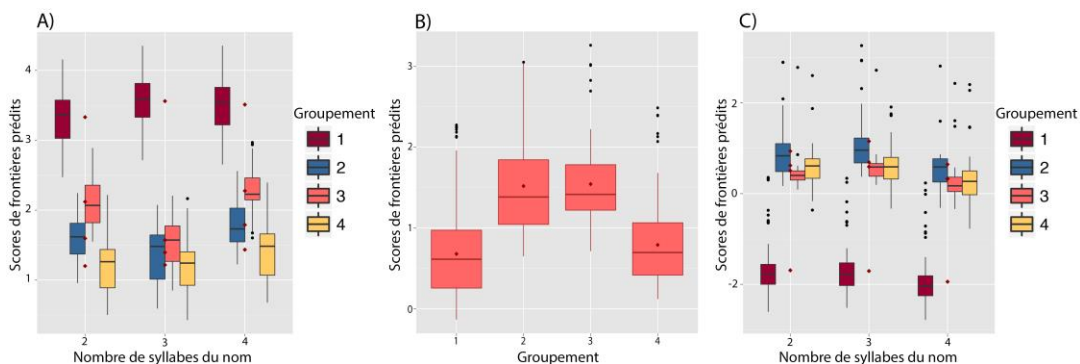 A)
Scores de frontières prédits
4
3
2
1
2
3
4
Nombre de syllabes du nom
Groupement
1
2
3
4
B)
Scores de frontières prédits
3
2
1
0
1
2
3
4
Groupement
C)
Scores de frontières prédits
2
0
-2
2
3
4
Nombre de syllabes du nom
Groupement
1
2
3
4